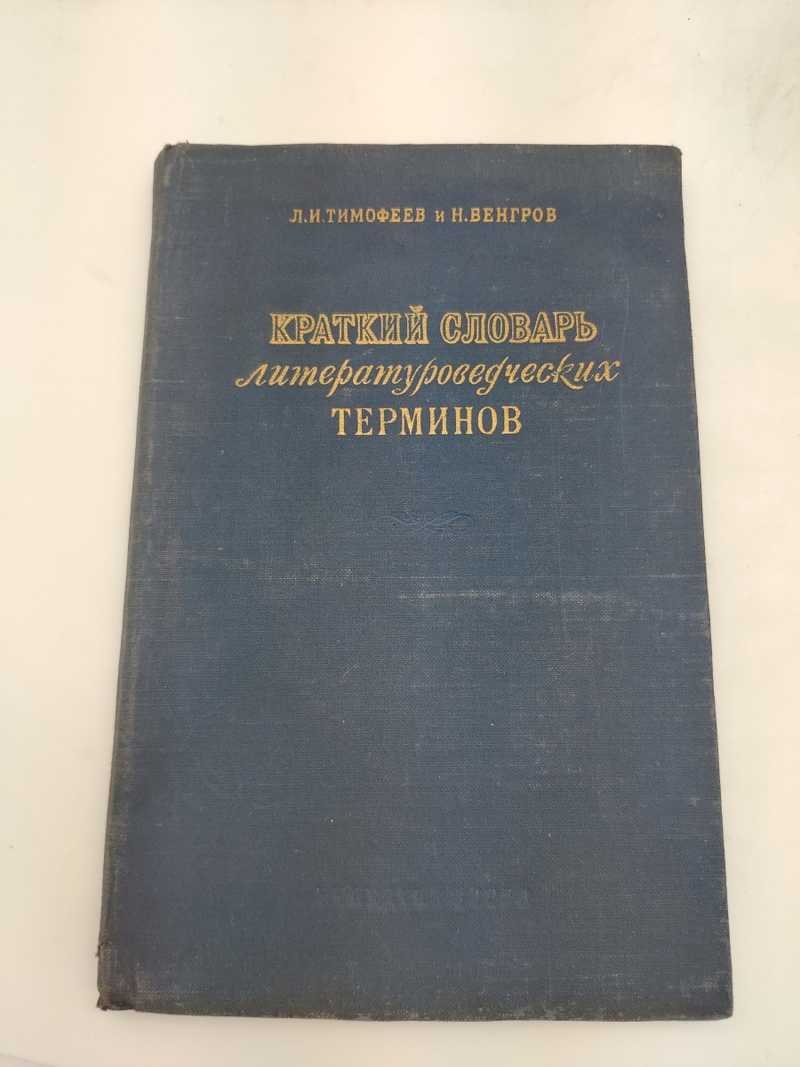 Л.И.ТИМОФЕЕВ и Н.ВЕНГРОВ
КРАТКИЙ СЛОВАРЬ
литературоведческих
ТЕРМИНОВ